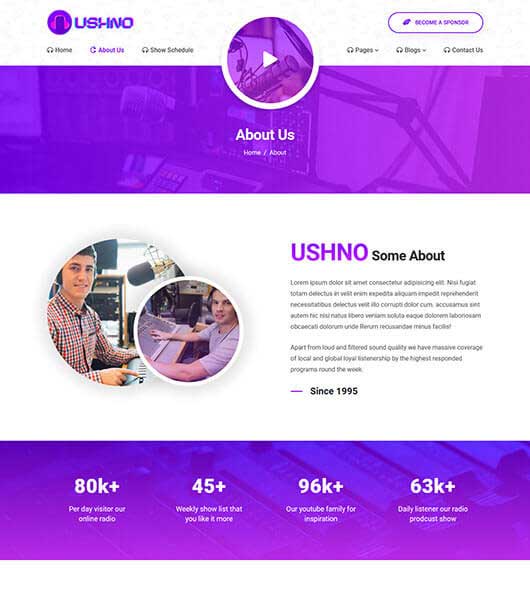 USHNO
BECOME A SPONSOR
Home
About Us
Show Schedule
Pages
Blogs
Contact Us
About Us
Home / About
USHNO Some About
Lorem ipsum dolor sit amet consectetur adipisicing elit. Nisi fugiat
totam delectus in velit enim expedita aliquam impedit reprehenderit
necessitatibus delectus velit illo corrupti dolor cum, accusamus sint
autem hic nisi natus libero veniam soluta eaque dolorem laboriosam
obcaecati dolorum unde Rerum recusandae minus facilis!
Apart from loud and filtered sound quality we have massive coverage
of local and global loyal listenership by the highest responded
programs round the week.
Since 1995
80k+
Per day visitor our
online radio
45+
Weekly show list that
you like it more
96k+
Our youtube family for
inspiration
63k+
Daily listener our radio
prodcust show